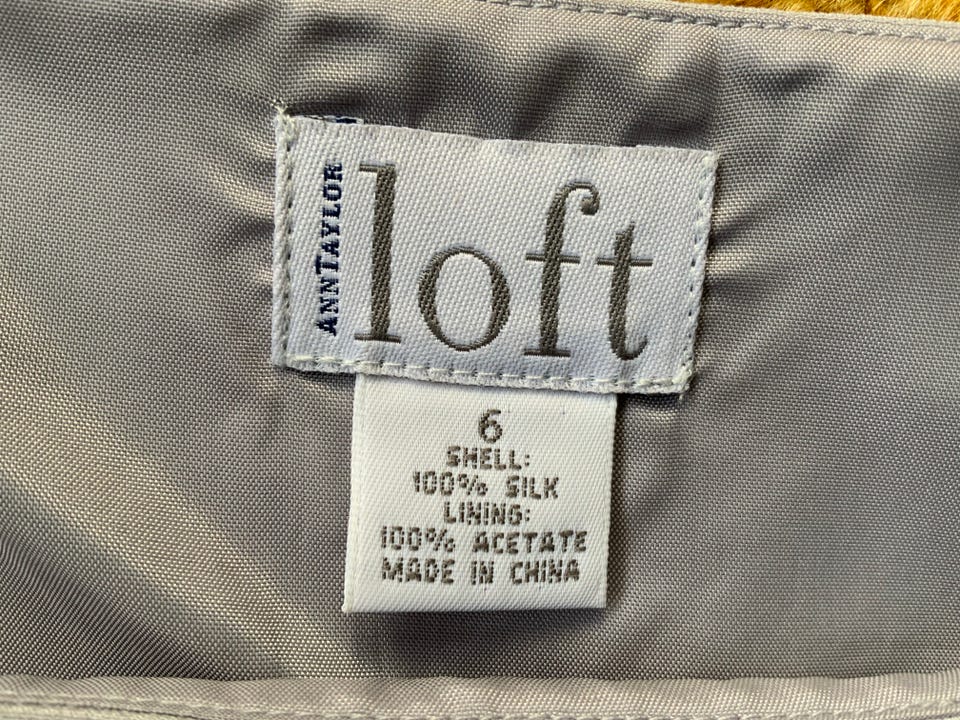 ANNTAYLOR
loft
6
SHELL:
100% SILK
LINING:
100% ACETATE
MADE IN CHINA